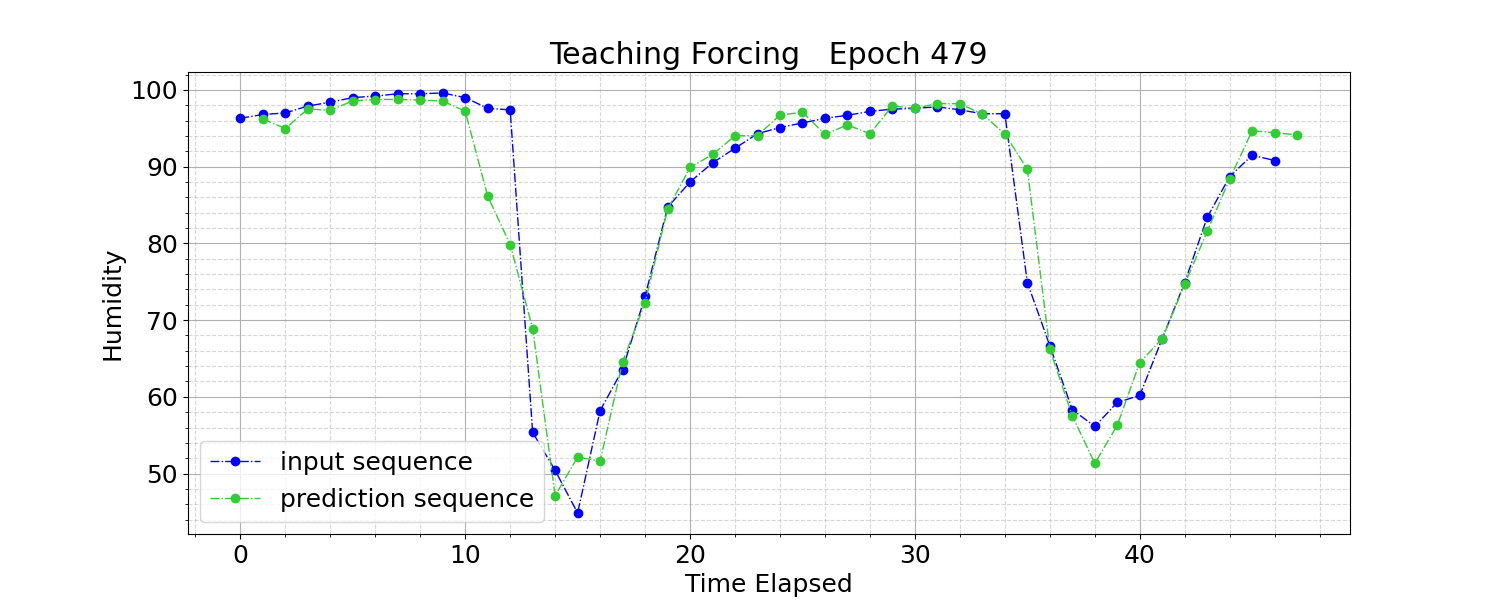 Teaching Forcing   Epoch 479
100
90
80
70
60
50
Humidity
input sequence
prediction sequence
0 10 20 30 40
Time Elapsed